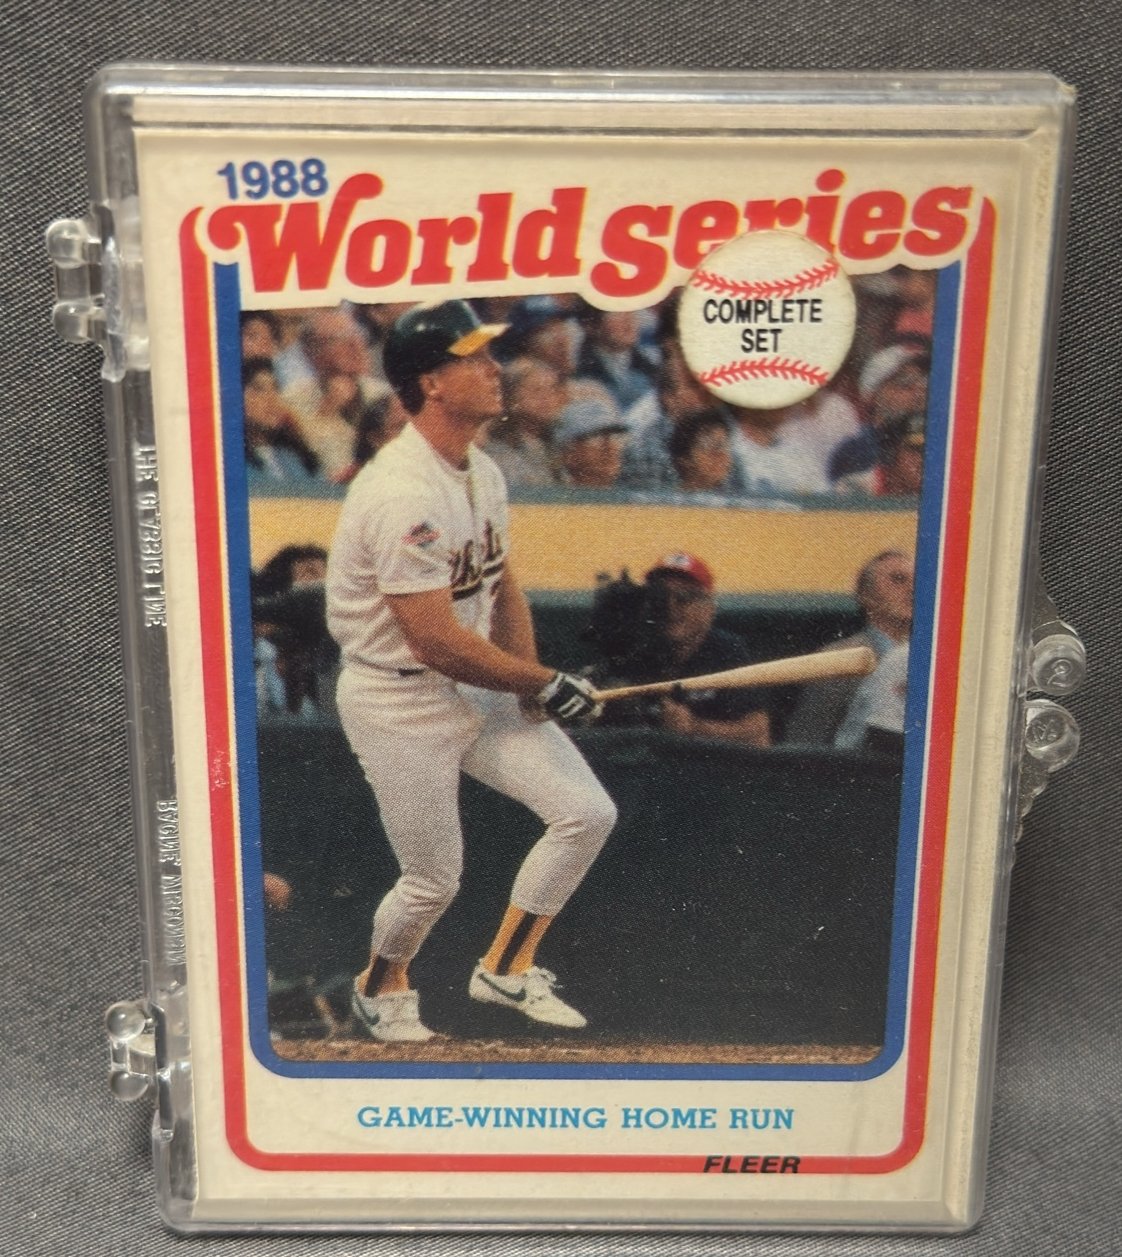 1988
World series
COMPLETE
SET
GAME-WINNING HOME RUN
FLEER